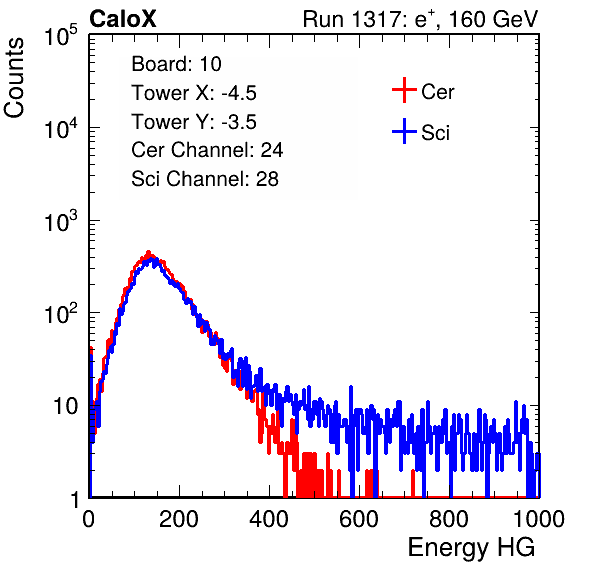 CaloX Run 1317: e⁺, 160 GeV
Board: 10
Tower X: -4.5
Tower Y: -3.5
Cer Channel: 24
Sci Channel: 28
Cer
Sci
Counts
10⁵
10⁴
10³
10²
10
1
0 200 400 600 800 1000
Energy HG